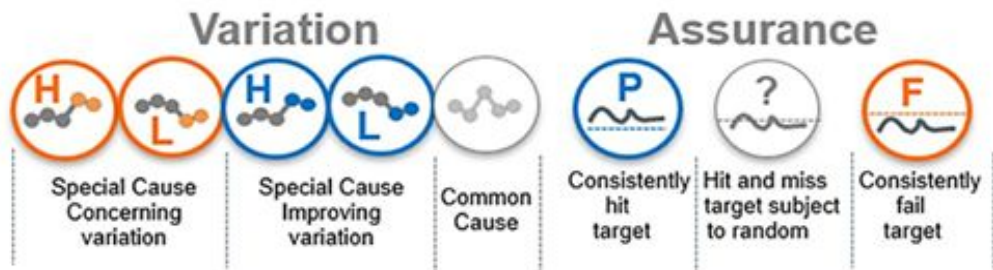 Variation
Assurance
H
L
H
L
P
?
F
Special Cause
Concerning
variation
Special Cause
Improving
variation
Common
Cause
Consistently
hit
target
Hit and miss
target subject
to random
Consistently
fail
target